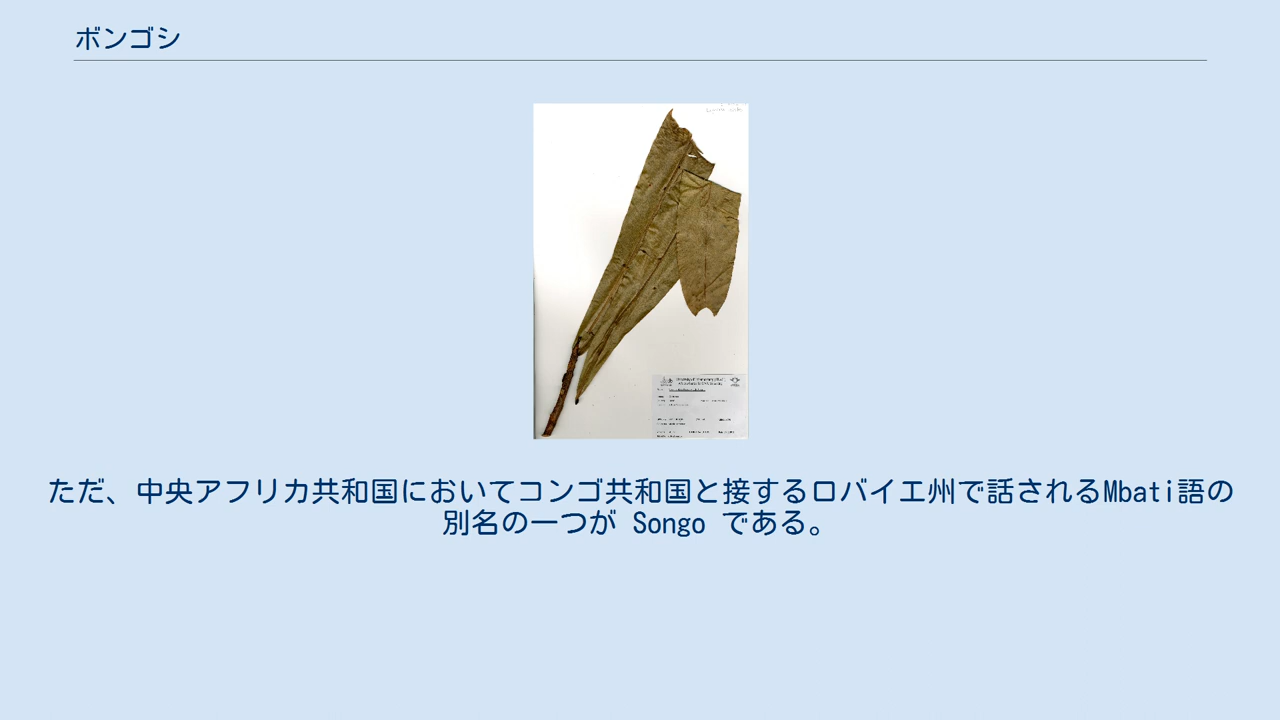 ボンゴシ
ただ、中央アフリカ共和国においてコンゴ共和国と接するロバイエ州で話されるMbati語の
別名の一つが Songo である。